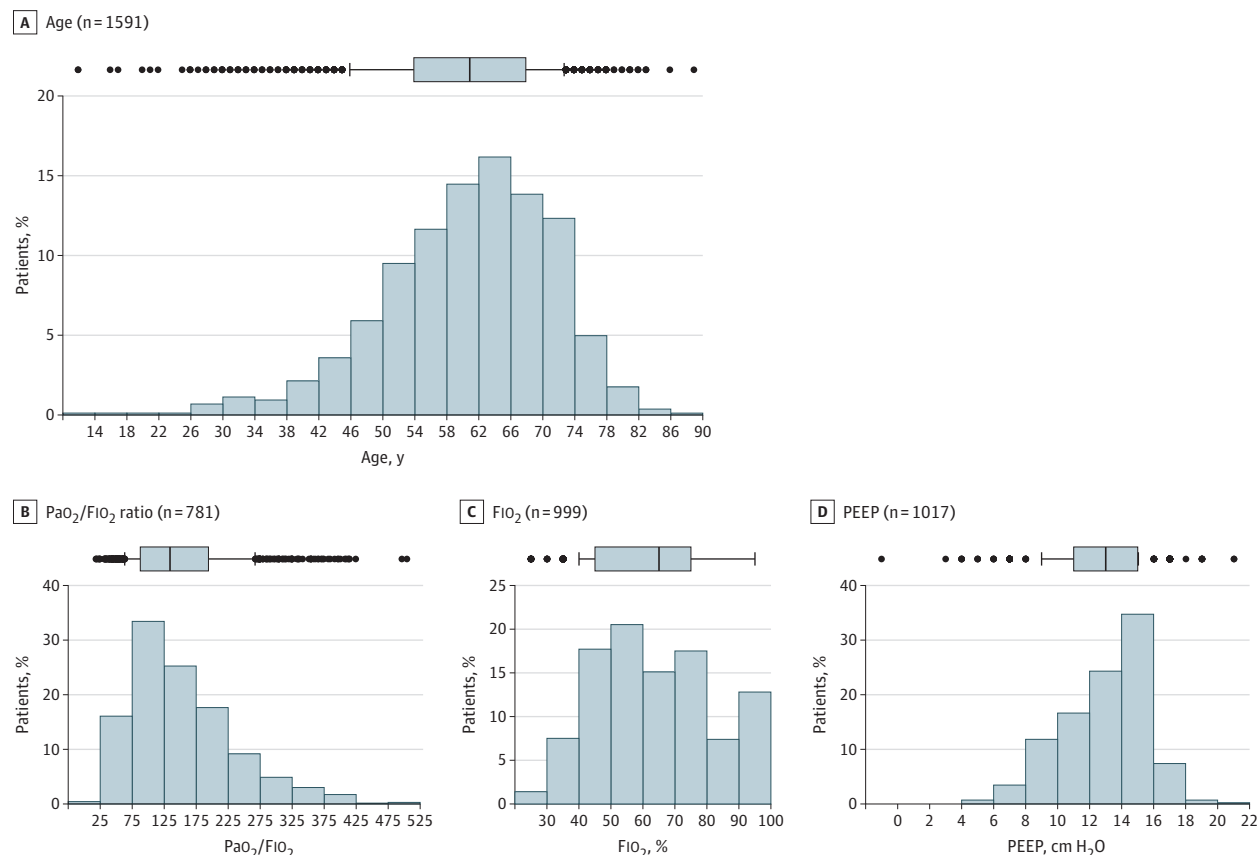 A Age (n=1591)
20
15
10
5
0
Patients, %
14 18 22 26 30 34 38 42 46 50 54 58 62 66 70 74 78 82 86 90
Age, y
B PaO2/FIO2 ratio (n=781)
40
30
20
10
0
Patients, %
25 75 125 175 225 275 325 375 425 475 525
PaO2/FIO2
C FIO2 (n=999)
25
20
15
10
5
0
Patients, %
30 40 50 60 70 80 90 100
FIO2, %
D PEEP (n=1017)
40
30
20
10
0
Patients, %
0 2 4 6 8 10 12 14 16 18 20 22
PEEP, cm H2O